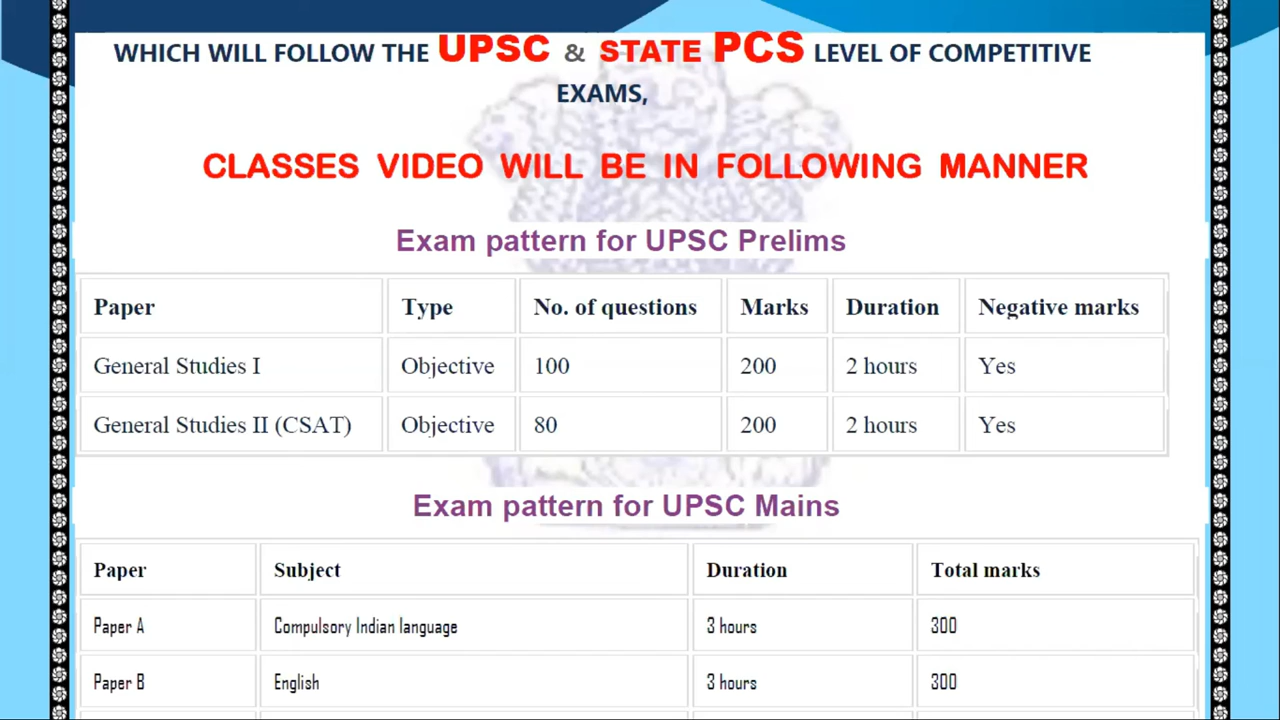 WHICH WILL FOLLOW THE UPSC & STATE PCS LEVEL OF COMPETITIVE
EXAMS,
CLASSES VIDEO WILL BE IN FOLLOWING MANNER
Exam pattern for UPSC Prelims
Paper Type No. of questions Marks Duration Negative marks
General Studies I Objective 100 200 2 hours Yes
General Studies II (CSAT) Objective 80 200 2 hours Yes
Exam pattern for UPSC Mains
Paper Subject Duration Total marks
Paper A Compulsory Indian language 3 hours 300
Paper B English 3 hours 300